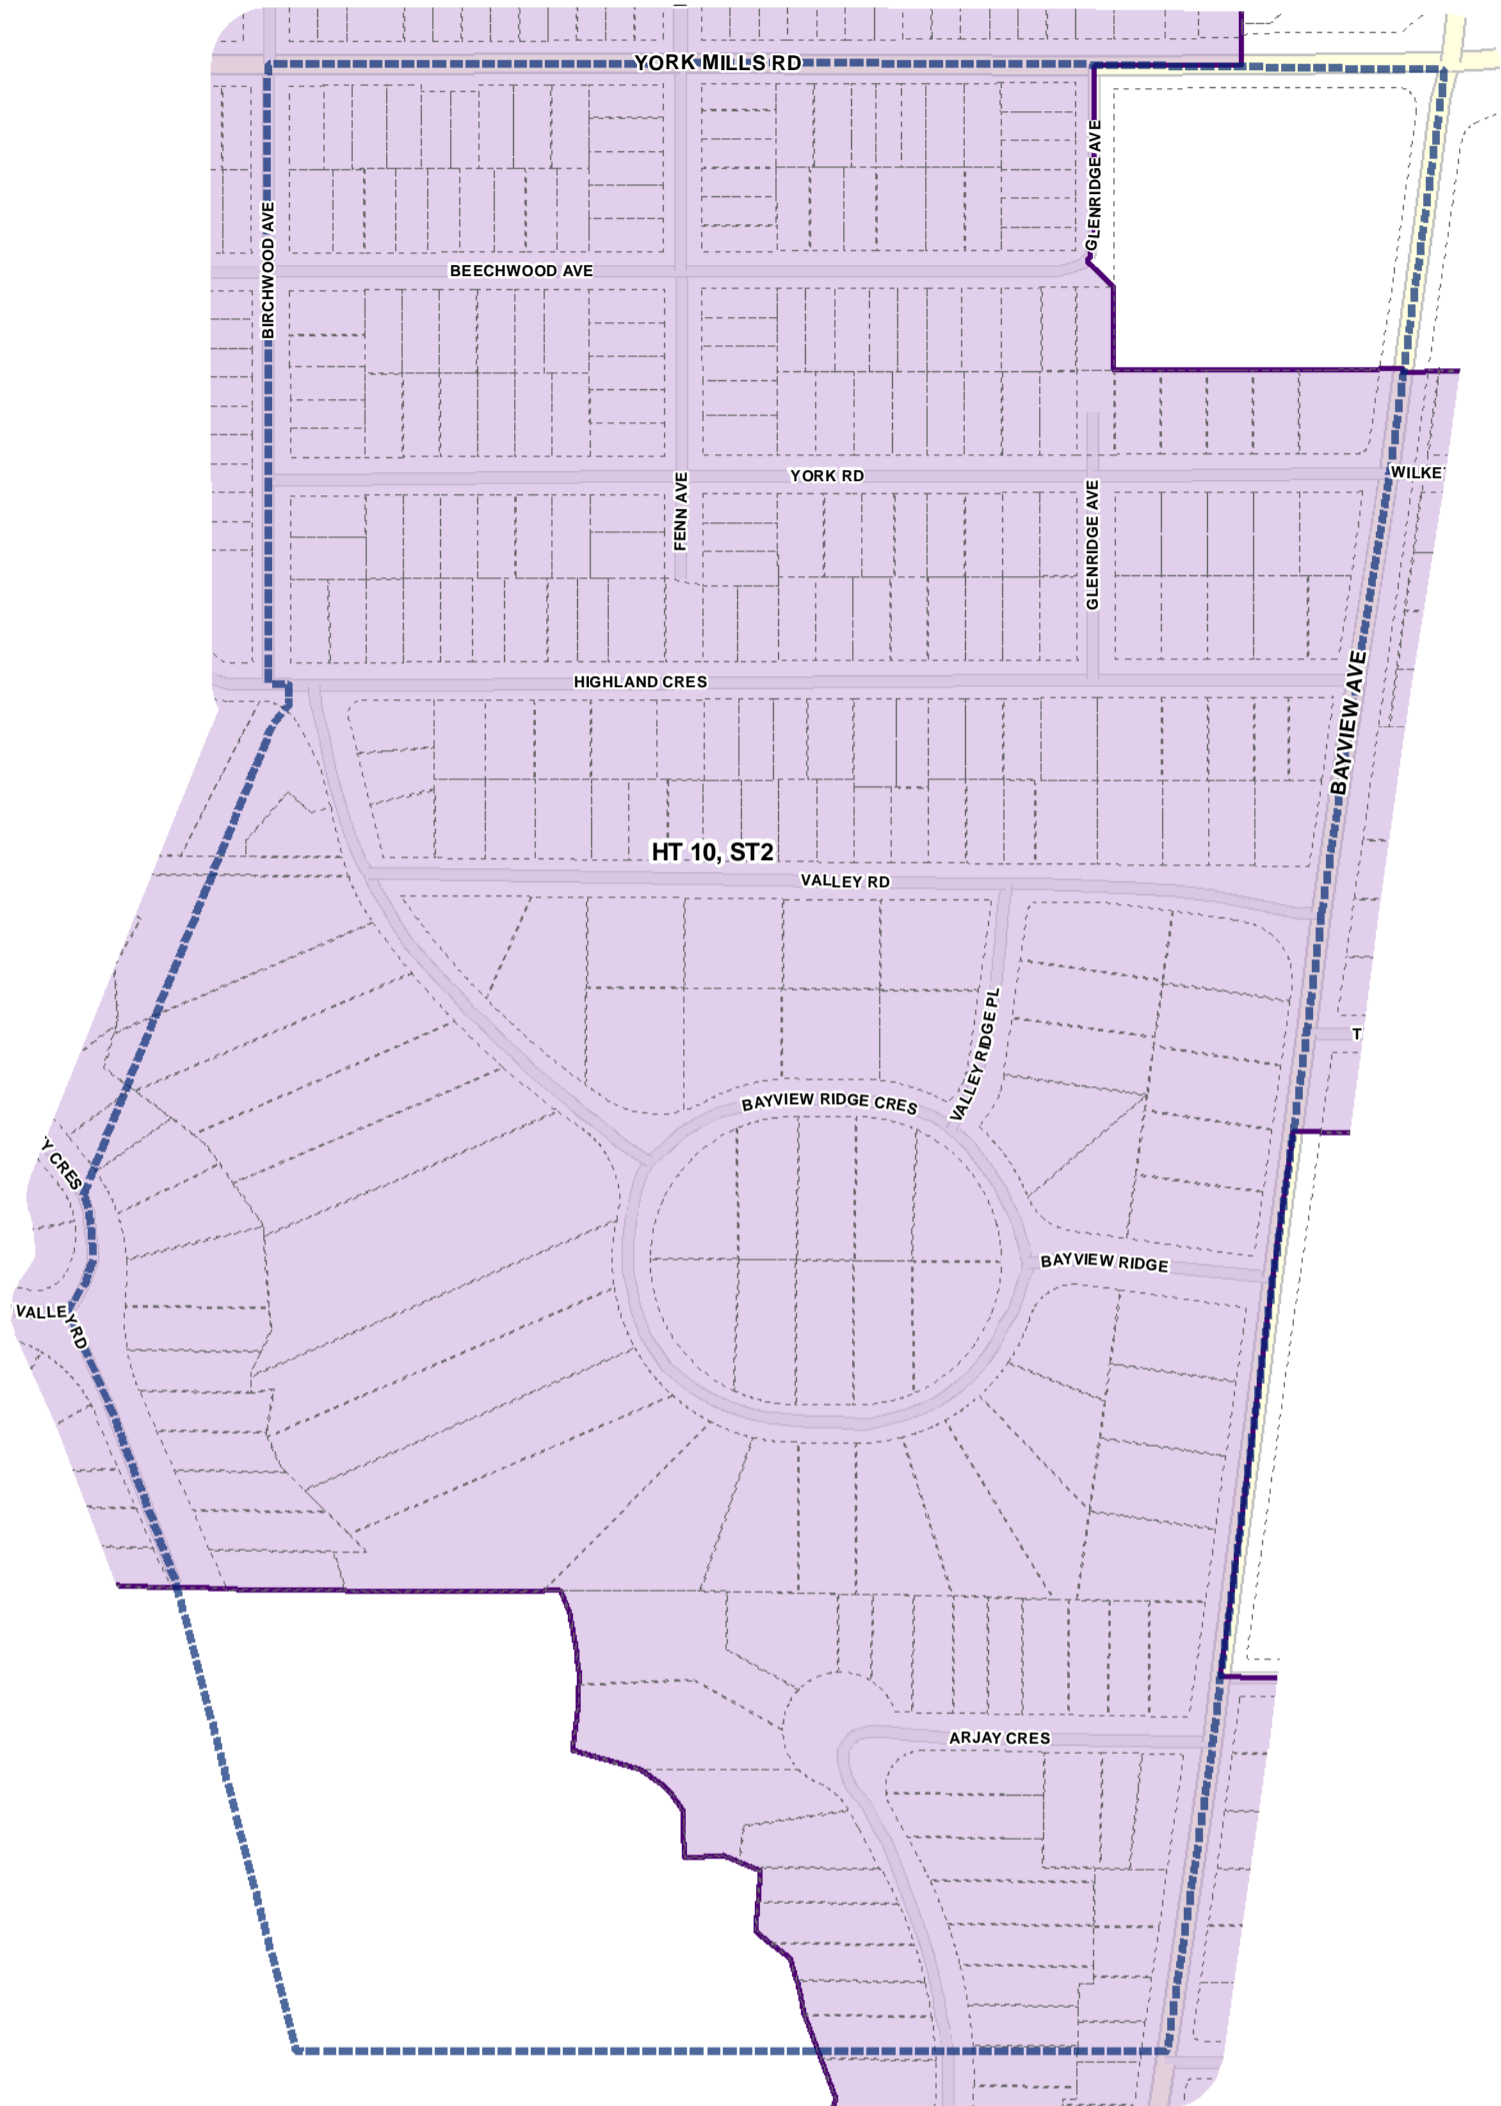 YORK MILLS RD
GLENRIDGE AVE
BIRCHWOOD AVE
BEECHWOOD AVE
YORK RD
WILKE
FENN AVE
GLENRIDGE AVE
HIGHLAND CRES
BAYVIEW AVE
HT 10, ST2
VALLEY RD
VALLEY RIDGE PL
T
BAYVIEW RIDGE CRES
Y CRES
BAYVIEW RIDGE
VALLEY RD
ARJAY CRES